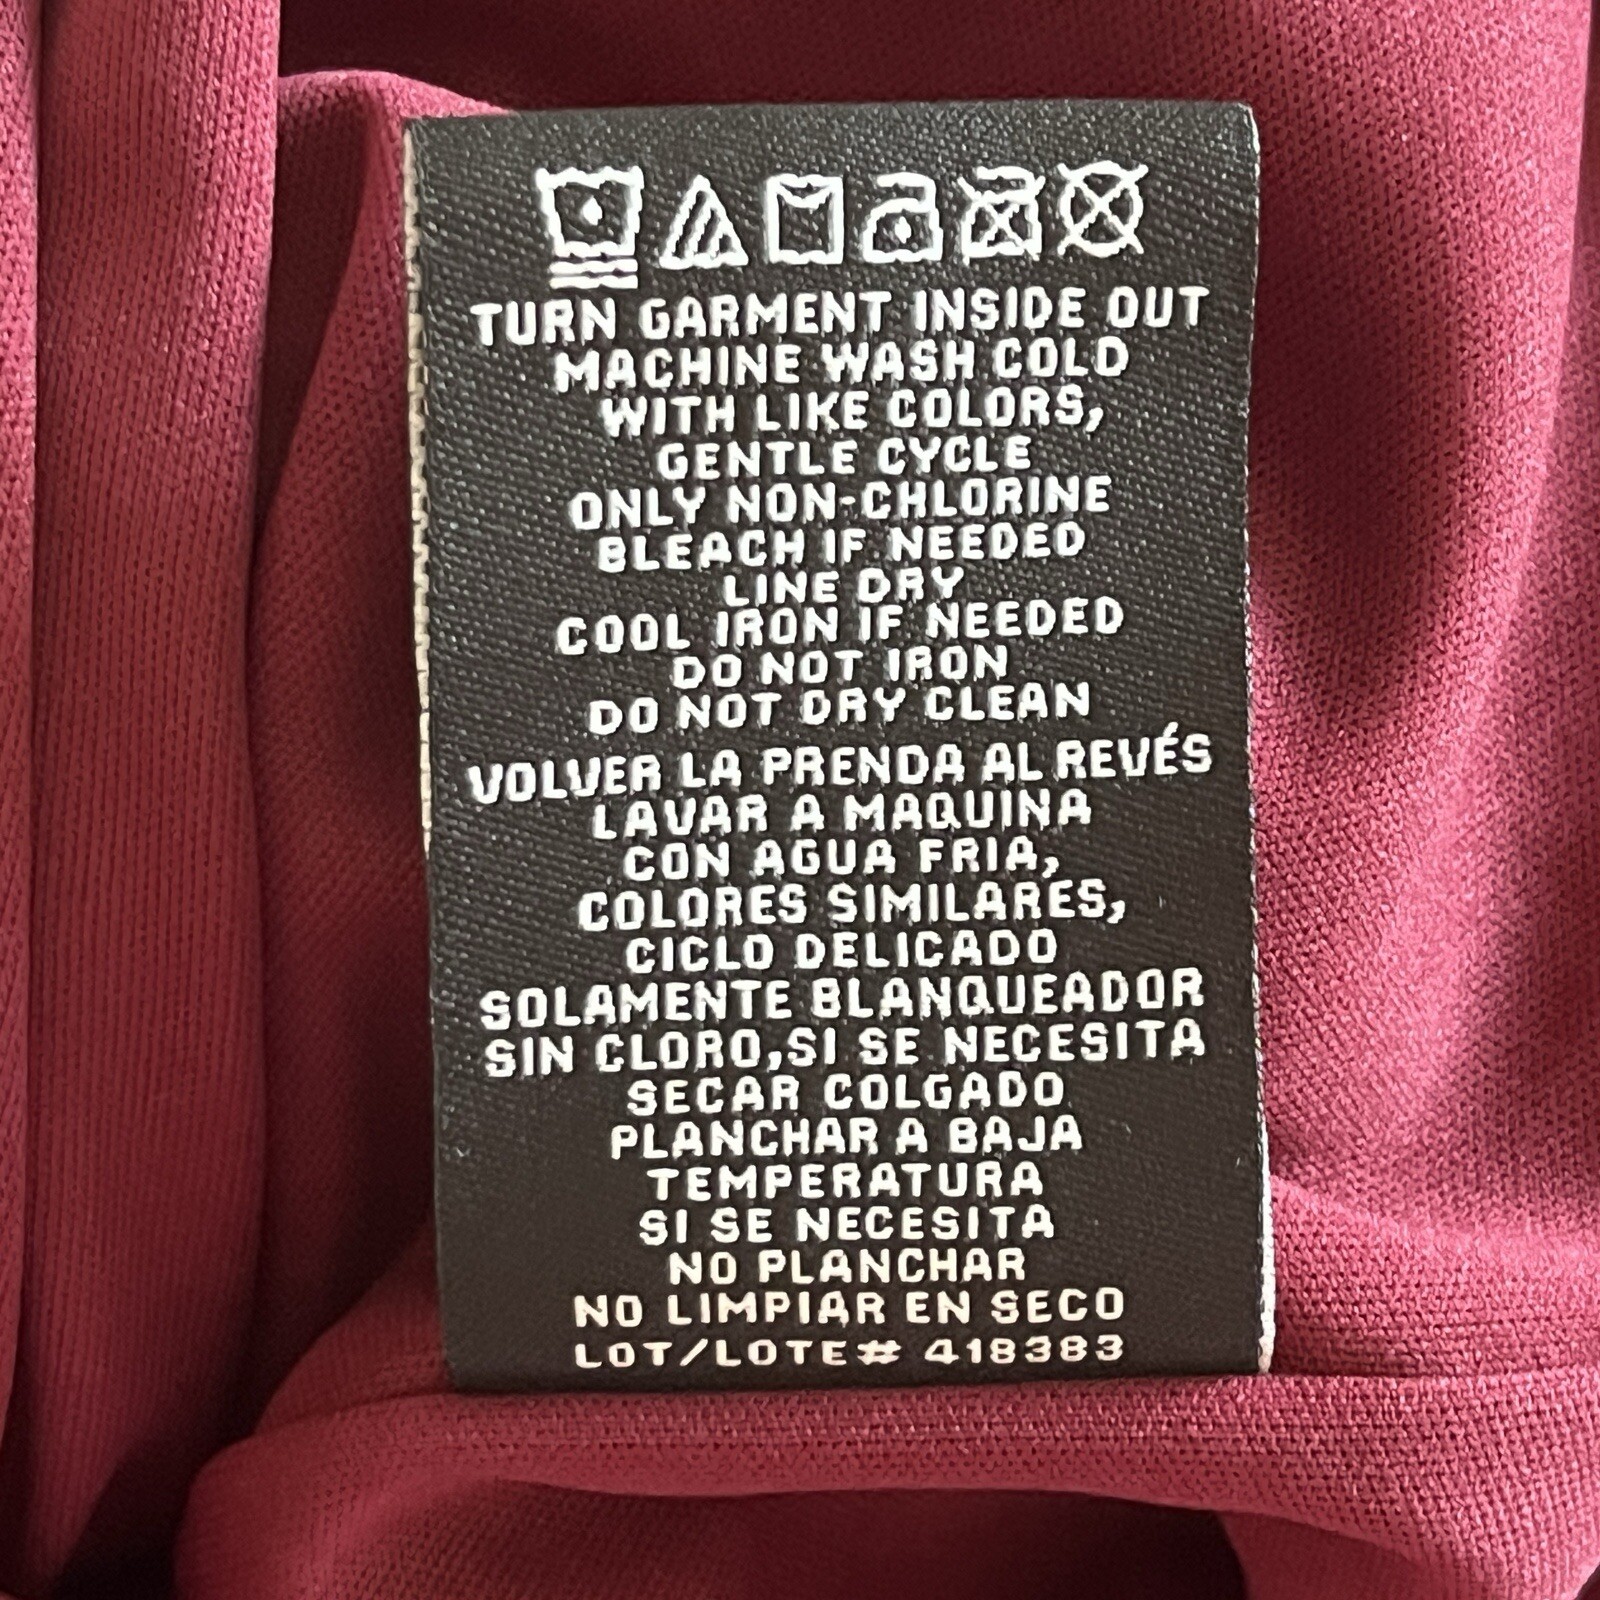 TURN GARMENT INSIDE OUT
MACHINE WASH COLD
WITH LIKE COLORS,
GENTLE CYCLE
ONLY NON-CHLORINE
BLEACH IF NEEDED
LINE DRY
COOL IRON IF NEEDED
DO NOT IRON
DO NOT DRY CLEAN
VOLVER LA PRENDA AL REVÉS
LAVAR A MAQUINA
CON AGUA FRIA,
COLORES SIMILARES,
CICLO DELICADO
SOLAMENTE BLANQUEADOR
SIN CLORO,SI SE NECESITA
SECAR COLGADO
PLANCHAR A BAJA
TEMPERATURA
SI SE NECESITA
NO PLANCHAR
NO LIMPIAR EN SECO
LOT/LOTE# 418383